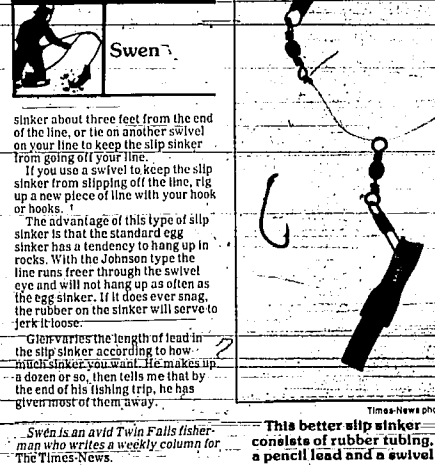 Swen
sinker about three feet from the end
of the line, or tie on another swivel
on your line to keep the slip sinker
from going off your line.
If you use a swivel to keep the slip
sinker from slipping off the line, rig
up a new piece of line with your hook
or hooks.
The advantage of this type of slip
sinker is that the standard egg
sinker has a tendency to hang up in
rocks. With the Johnson type the
line runs freer through the swivel
eye and will not hang up as often as
the egg sinker. If it does ever snag,
the rubber on the sinker will serve to
jerk it loose.
Glen varies the length of lead in
the slip sinker according to how
much sinker you want. He makes up
a dozen or so, then tells me that by
the end of his fishing trip, he has
given most of them away.
Swen is an avid Twin Falls fisher-
man who writes a weekly column for
The Times-News.
Times-News pho
This better slip sinker
consists of rubber tubing,
a pencil lead and a swivel